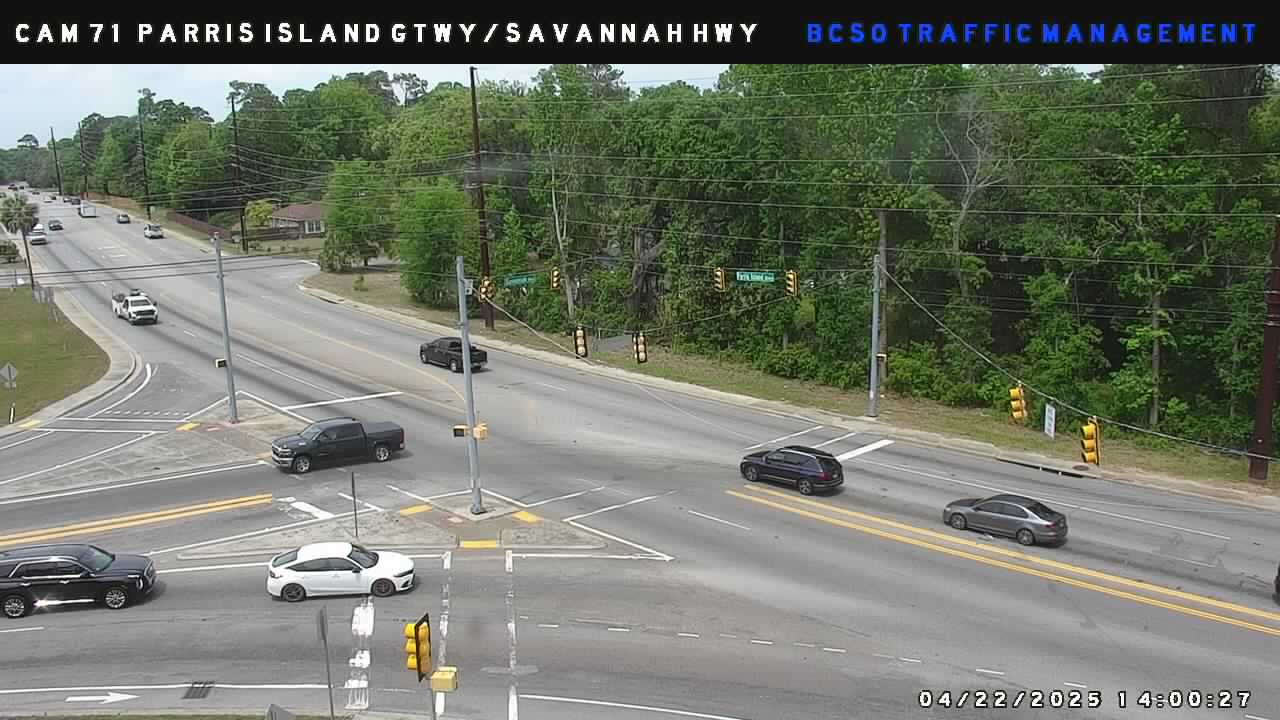 CAM 71 PARRIS ISLAND GTWY/SAVANNAH HWY BCSO TRAFFIC MANAGEMENT
04/22/2025 14:00:27